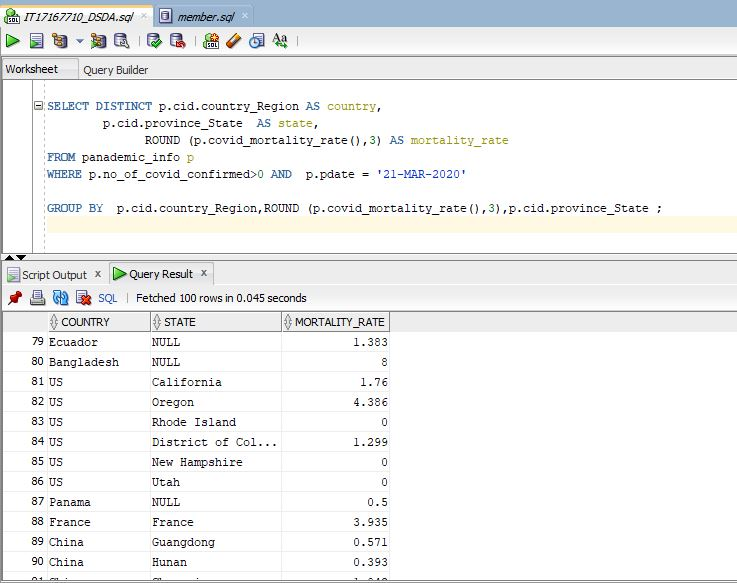 IT17167710_DSDA.sql × member.sql ×
Worksheet Query Builder
SELECT DISTINCT p.cid.country_Region AS country,
p.cid.province_State AS state,
ROUND (p.covid_mortality_rate(),3) AS mortality_rate
FROM panademic_info p
WHERE p.no_of_covid_confirmed>0 AND p.pdate = '21-MAR-2020'
GROUP BY p.cid.country_Region,ROUND (p.covid_mortality_rate(),3),p.cid.province_State ;
Script Output × Query Result ×
SQL | Fetched 100 rows in 0.045 seconds
COUNTRY STATE MORTALITY_RATE
79 Ecuador NULL 1.383
80 Bangladesh NULL 8
81 US California 1.76
82 US Oregon 4.386
83 US Rhode Island 0
84 US District of Col... 1.299
85 US New Hampshire 0
86 US Utah 0
87 Panama NULL 0.5
88 France France 3.935
89 China Guangdong 0.571
90 China Hunan 0.393